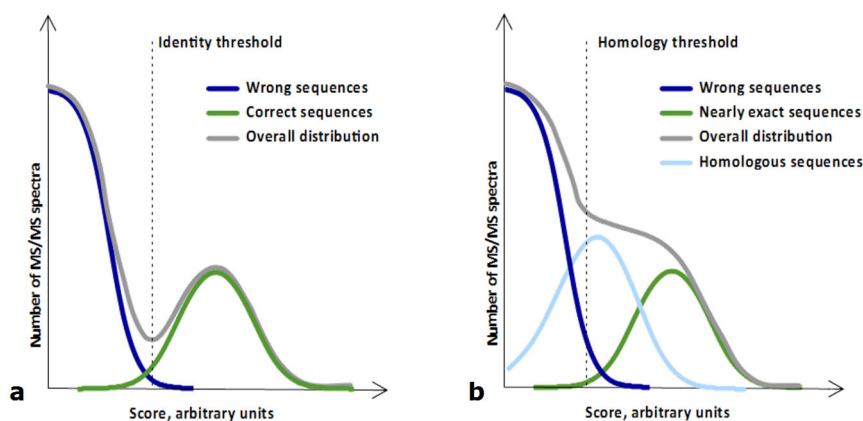 Identity threshold
Wrong sequences
Correct sequences
Overall distribution
Number of MS/MS spectra
a
Score, arbitrary units
Homology threshold
Wrong sequences
Nearly exact sequences
Overall distribution
Homologous sequences
Number of MS/MS spectra
b
Score, arbitrary units